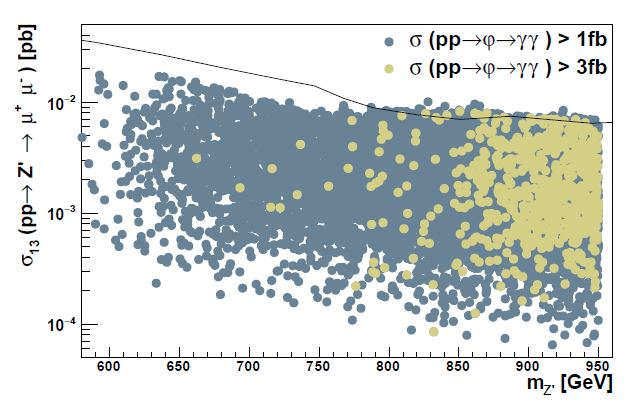 σ (pp→φ→γγ ) > 1fb
σ (pp→φ→γγ ) > 3fb
σ₁₃ (pp→ Z' → μ⁺ μ⁻ ) [pb]
10⁻²
10⁻³
10⁻⁴
600 650 700 750 800 850 900 950
m_Z' [GeV]